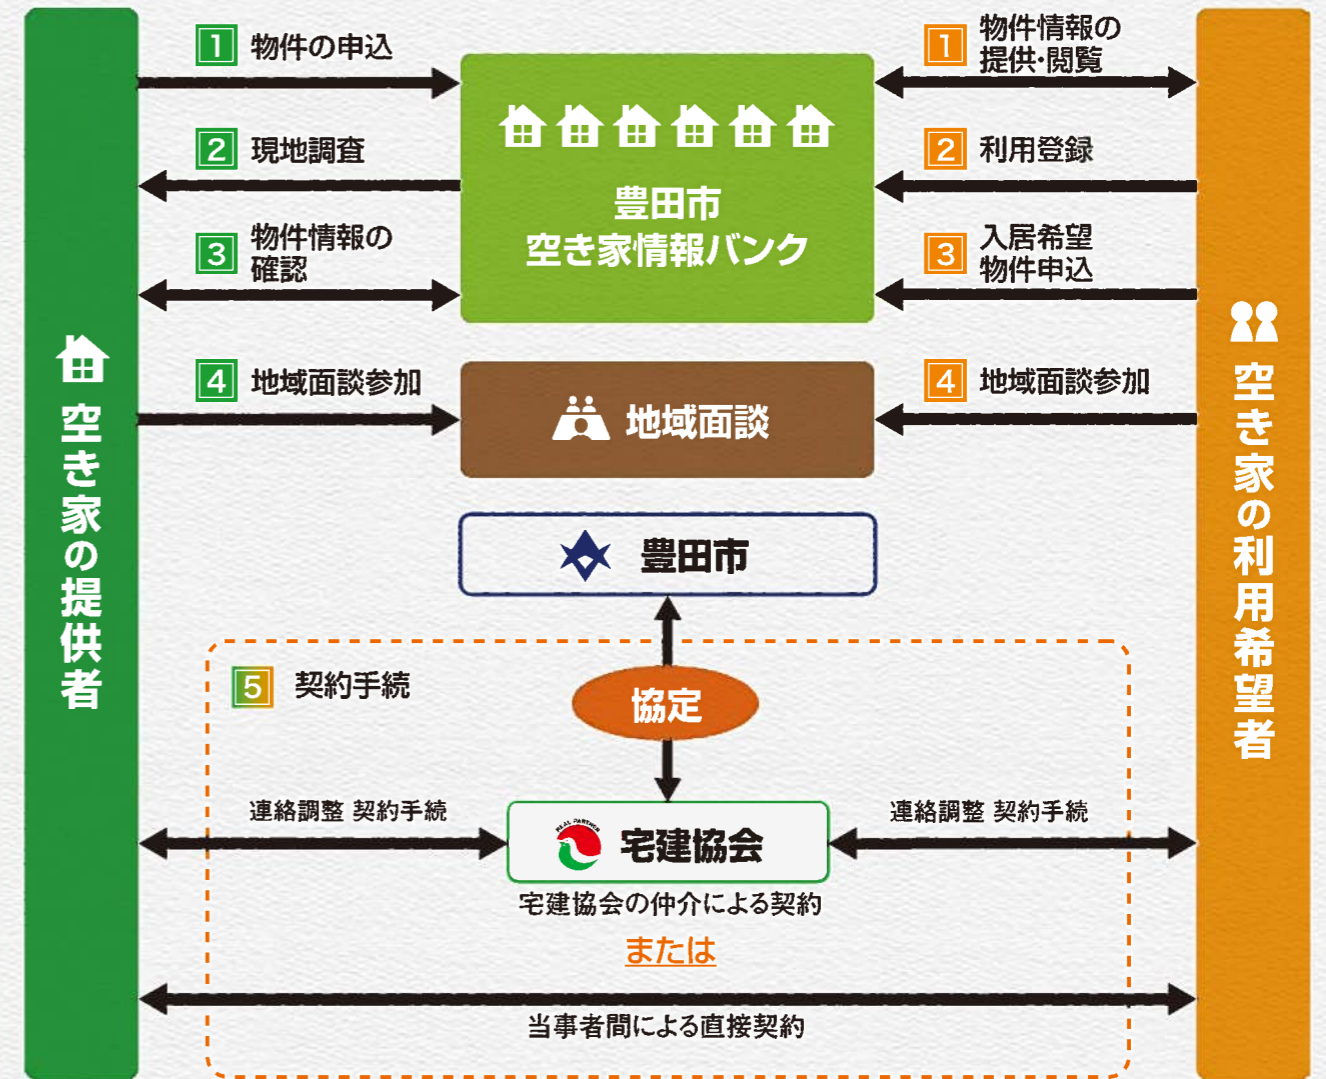 1 物件の申込
2 現地調査
3 物件情報の
確認
4 地域面談参加
空き家の提供者
豊田市
空き家情報バンク
地域面談
1 物件情報の
提供・閲覧
2 利用登録
3 入居希望
物件申込
4 地域面談参加
空き家の利用希望者
豊田市
5 契約手続
協定
連絡調整 契約手続
REAL PARTNER
宅建協会
連絡調整 契約手続
宅建協会の仲介による契約
または
当事者間による直接契約